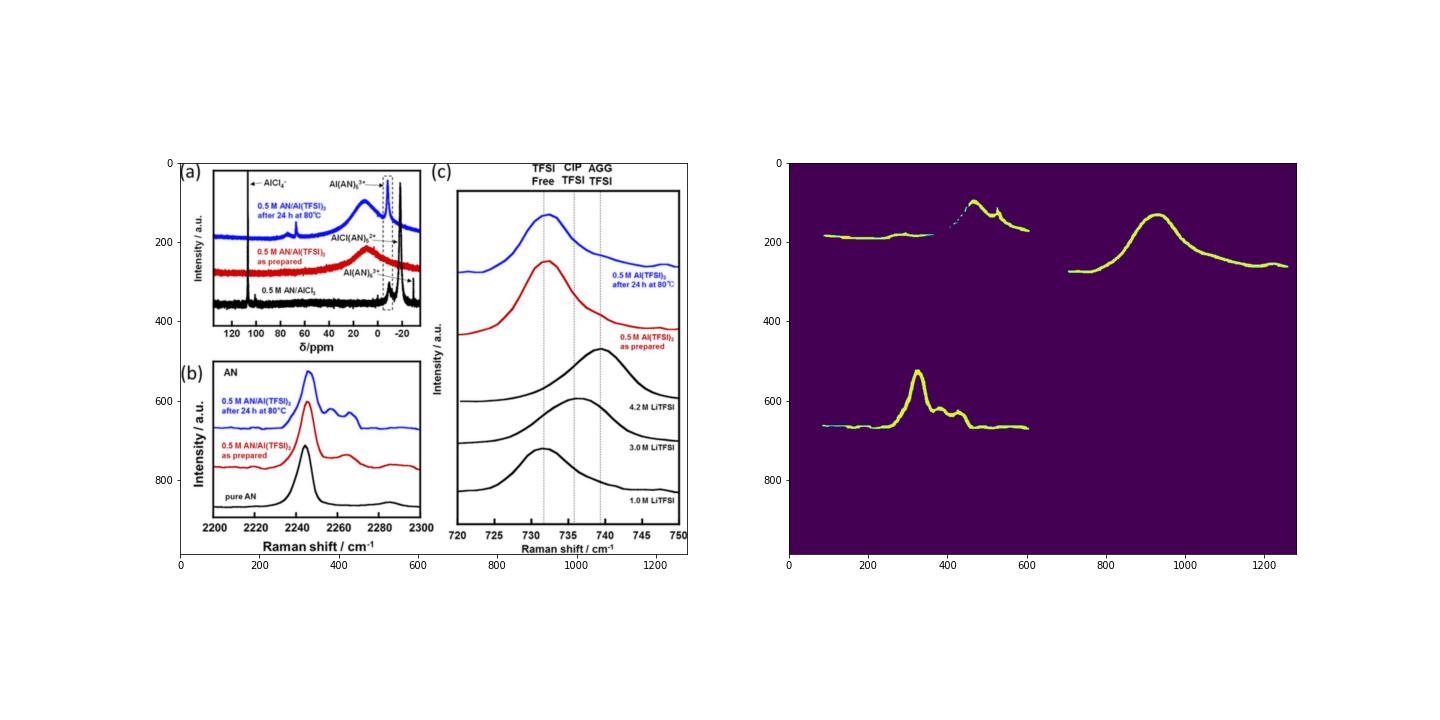 (a)
AlCl₄⁻
Al(AN)₆³⁺
0.5 M AN/Al(TFSI)₃
after 24 h at 80℃
AlCl(AN)₅²⁺
0.5 M AN/Al(TFSI)₃
as prepared
Al(AN)₅³⁺
0.5 M AN/AlCl₃
Intensity / a.u.
120 100 80 60 40 20 0 -20
δ/ppm
(b)
AN
0.5 M AN/Al(TFSI)₃
after 24 h at 80°C
0.5 M AN/Al(TFSI)₃
as prepared
pure AN
Intensity / a.u.
2200 2220 2240 2260 2280 2300
Raman shift / cm⁻¹
(c)
TFSI CIP AGG
Free TFSI TFSI
0.5 M Al(TFSI)₃
after 24 h at 80℃
0.5 M Al(TFSI)₃
as prepared
4.2 M LiTFSI
3.0 M LiTFSI
1.0 M LiTFSI
Intensity / a.u.
720 725 730 735 740 745 750
Raman shift / cm⁻¹
0
200
400
600
800
0 200 400 600 800 1000 1200
0
200
400
600
800
0 200 400 600 800 1000 1200